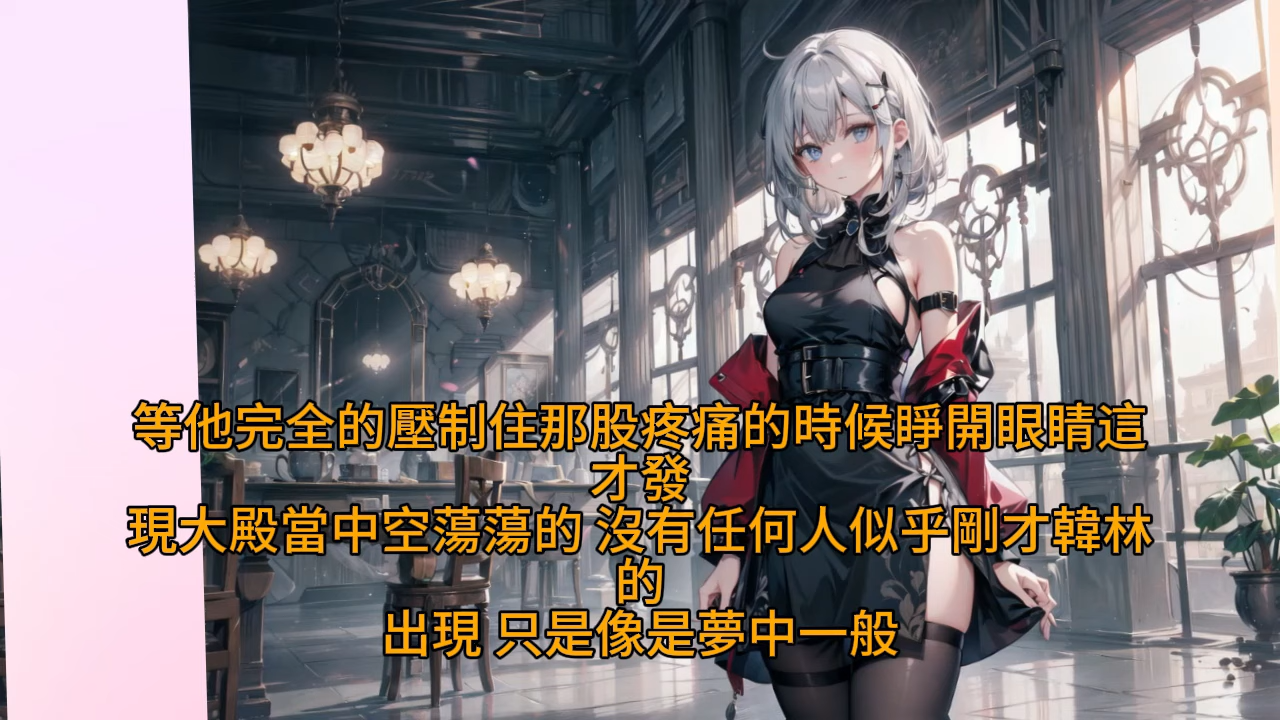 等他完全的壓制住那股疼痛的時候睜開眼睛這
才發
現大殿當中空蕩蕩的 沒有任何人似乎剛才韓林
的
出現 只是像是夢中一般